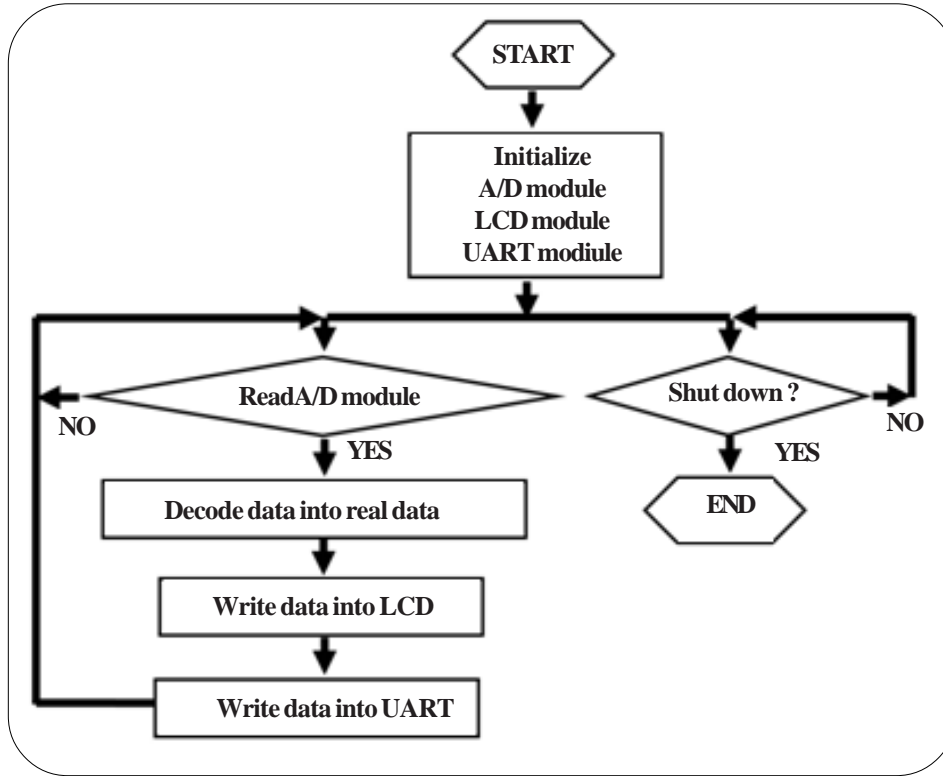 START
Initialize
A/D module
LCD module
UART modiule
ReadA/D module
Shut down ?
NO
YES
YES
NO
Decode data into real data
END
Write data into LCD
Write data into UART